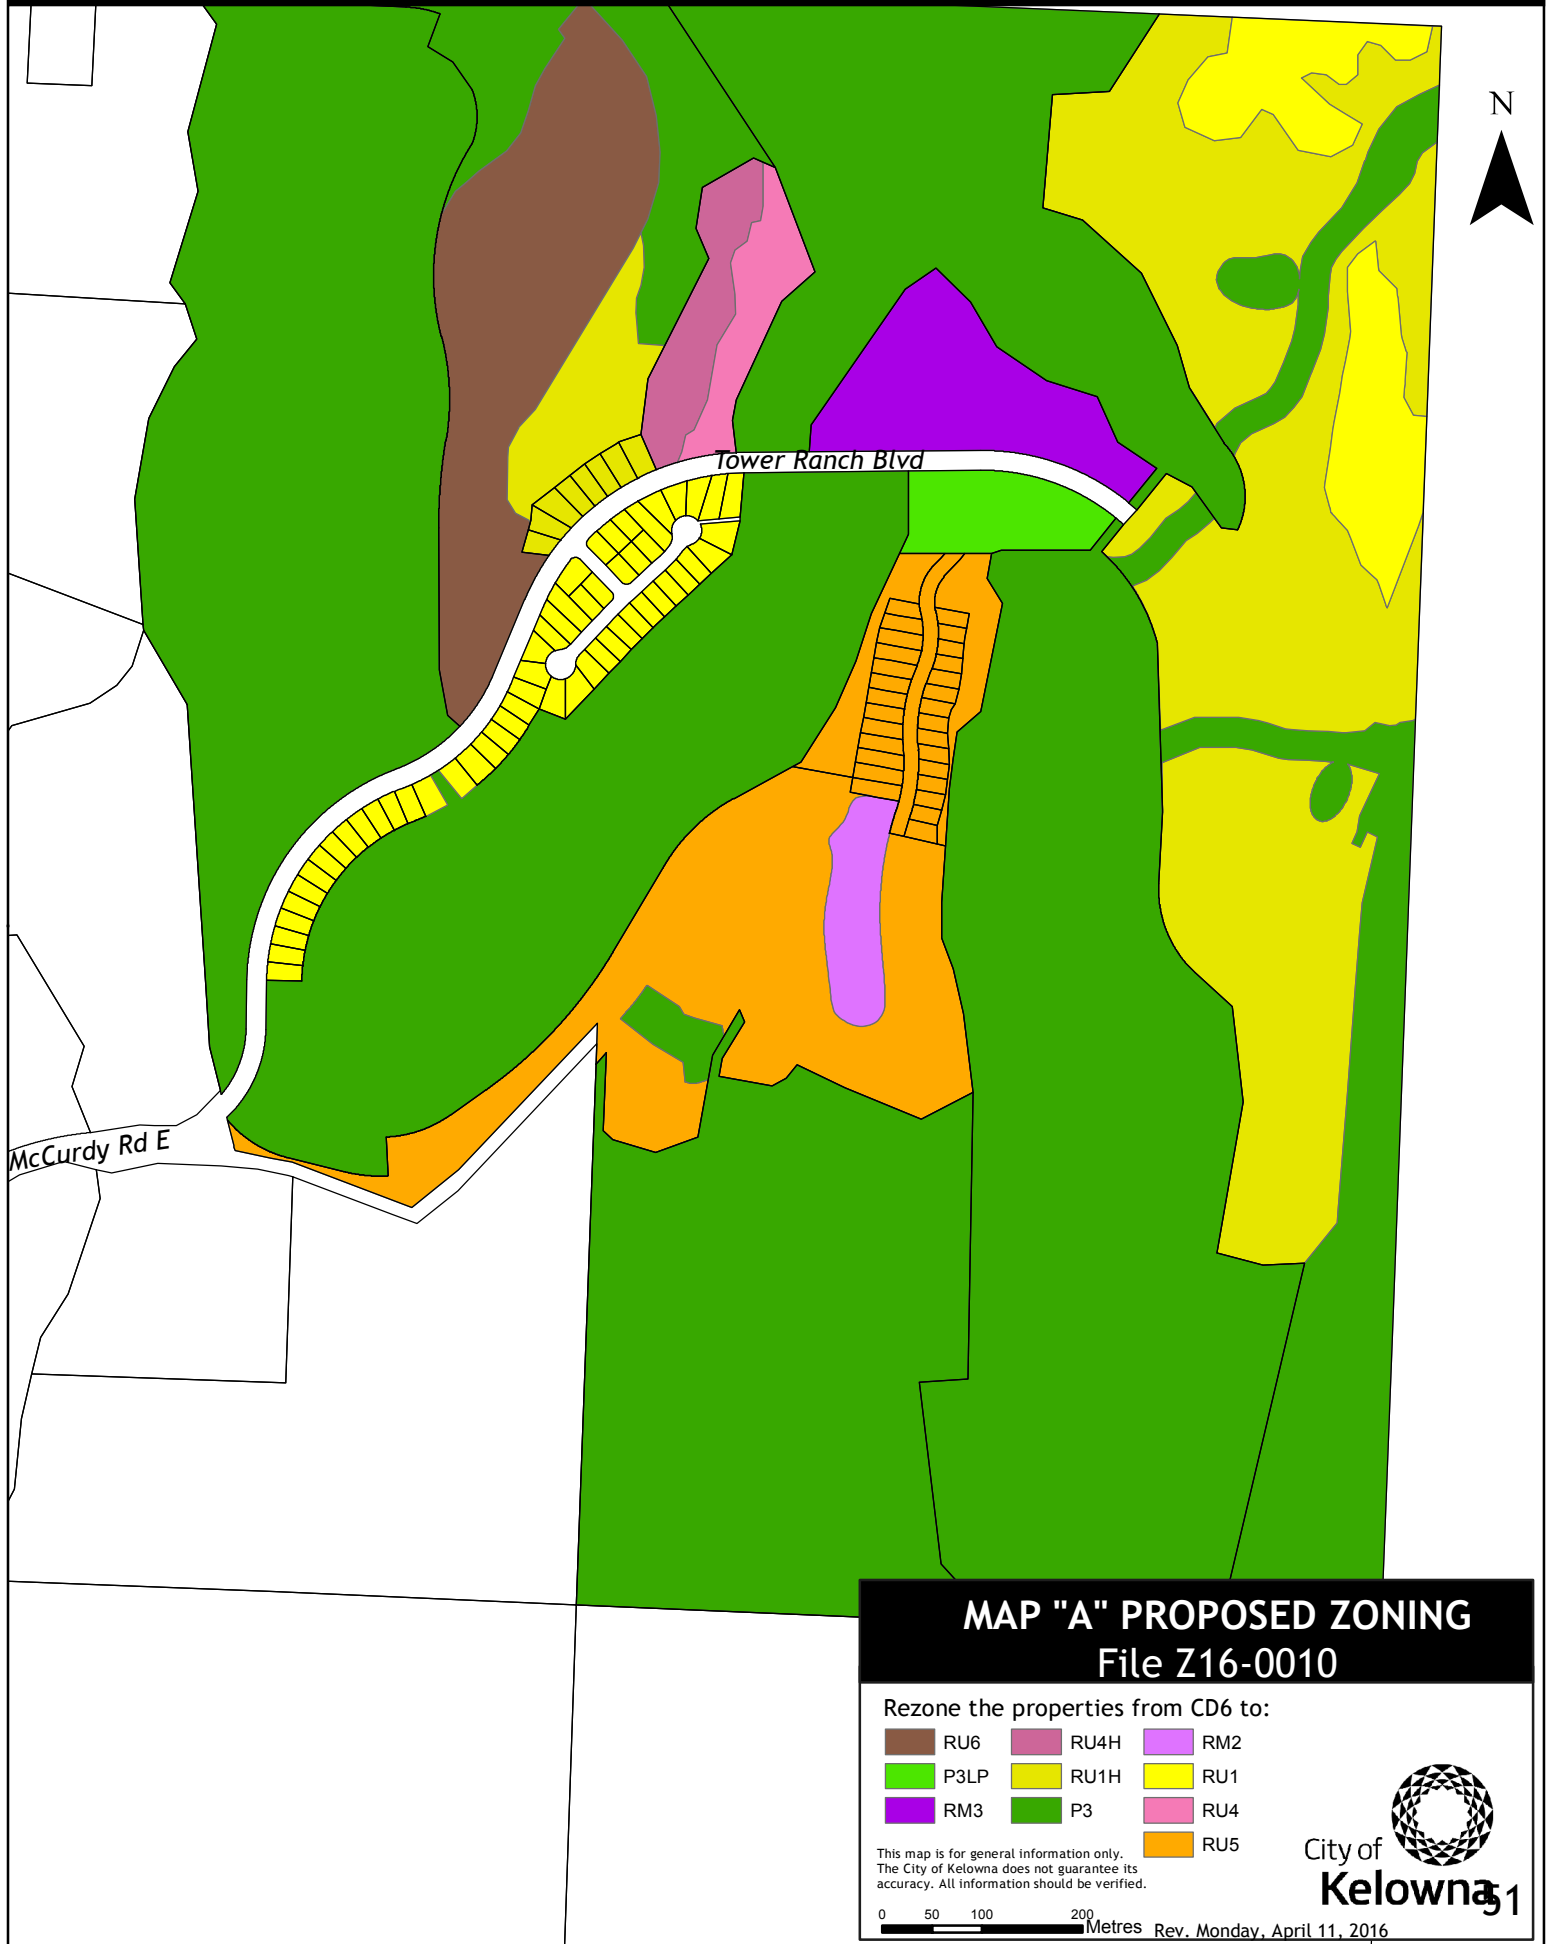 N
Tower Ranch Blvd
McCurdy Rd E
MAP "A" PROPOSED ZONING
File Z16-0010
Rezone the properties from CD6 to:
RU6 RU4H RM2
P3LP RU1H RU1
RM3 P3 RU4
RU5
This map is for general information only.
The City of Kelowna does not guarantee its
accuracy. All information should be verified.
City of
Kelowna
51
0 50 100 200
Metres
Rev. Monday, April 11, 2016